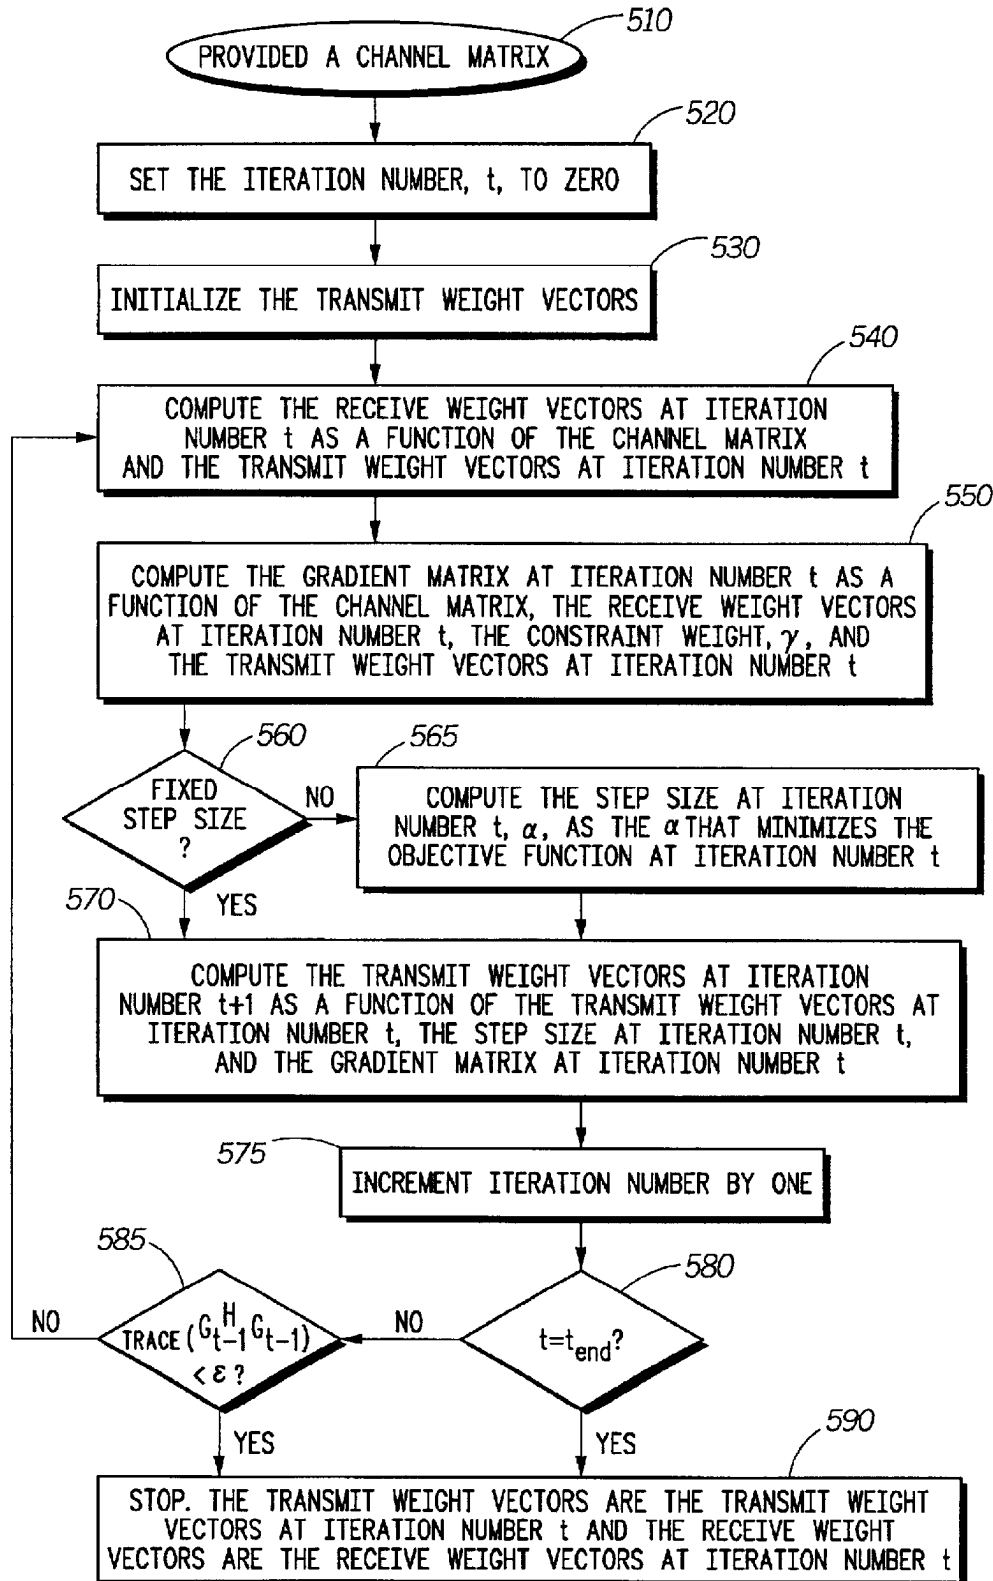 510
PROVIDED A CHANNEL MATRIX
520
SET THE ITERATION NUMBER, t, TO ZERO
530
INITIALIZE THE TRANSMIT WEIGHT VECTORS
540
COMPUTE THE RECEIVE WEIGHT VECTORS AT ITERATION
NUMBER t AS A FUNCTION OF THE CHANNEL MATRIX
AND THE TRANSMIT WEIGHT VECTORS AT ITERATION NUMBER t
550
COMPUTE THE GRADIENT MATRIX AT ITERATION NUMBER t AS A
FUNCTION OF THE CHANNEL MATRIX, THE RECEIVE WEIGHT VECTORS
AT ITERATION NUMBER t, THE CONSTRAINT WEIGHT, γ, AND
THE TRANSMIT WEIGHT VECTORS AT ITERATION NUMBER t
560
FIXED
STEP SIZE
?
NO
YES
565
COMPUTE THE STEP SIZE AT ITERATION
NUMBER t, α, AS THE α THAT MINIMIZES THE
OBJECTIVE FUNCTION AT ITERATION NUMBER t
570
COMPUTE THE TRANSMIT WEIGHT VECTORS AT ITERATION
NUMBER t+1 AS A FUNCTION OF THE TRANSMIT WEIGHT VECTORS AT
ITERATION NUMBER t, THE STEP SIZE AT ITERATION NUMBER t,
AND THE GRADIENT MATRIX AT ITERATION NUMBER t
575
INCREMENT ITERATION NUMBER BY ONE
580
t=t_end?
NO
YES
585
TRACE (G_{t-1}^H G_{t-1})
< ε ?
NO
YES
590
STOP. THE TRANSMIT WEIGHT VECTORS ARE THE TRANSMIT WEIGHT
VECTORS AT ITERATION NUMBER t AND THE RECEIVE WEIGHT
VECTORS ARE THE RECEIVE WEIGHT VECTORS AT ITERATION NUMBER t